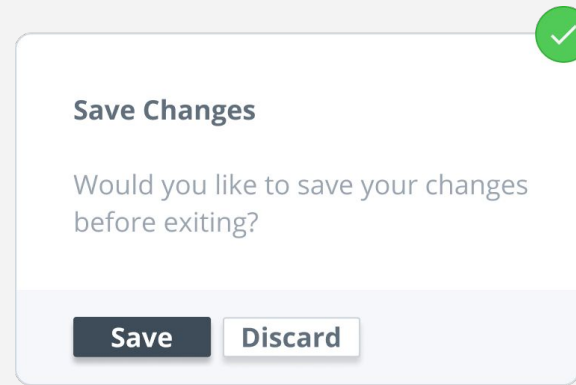 Save Changes
Would you like to save your changes
before exiting?
Save
Discard